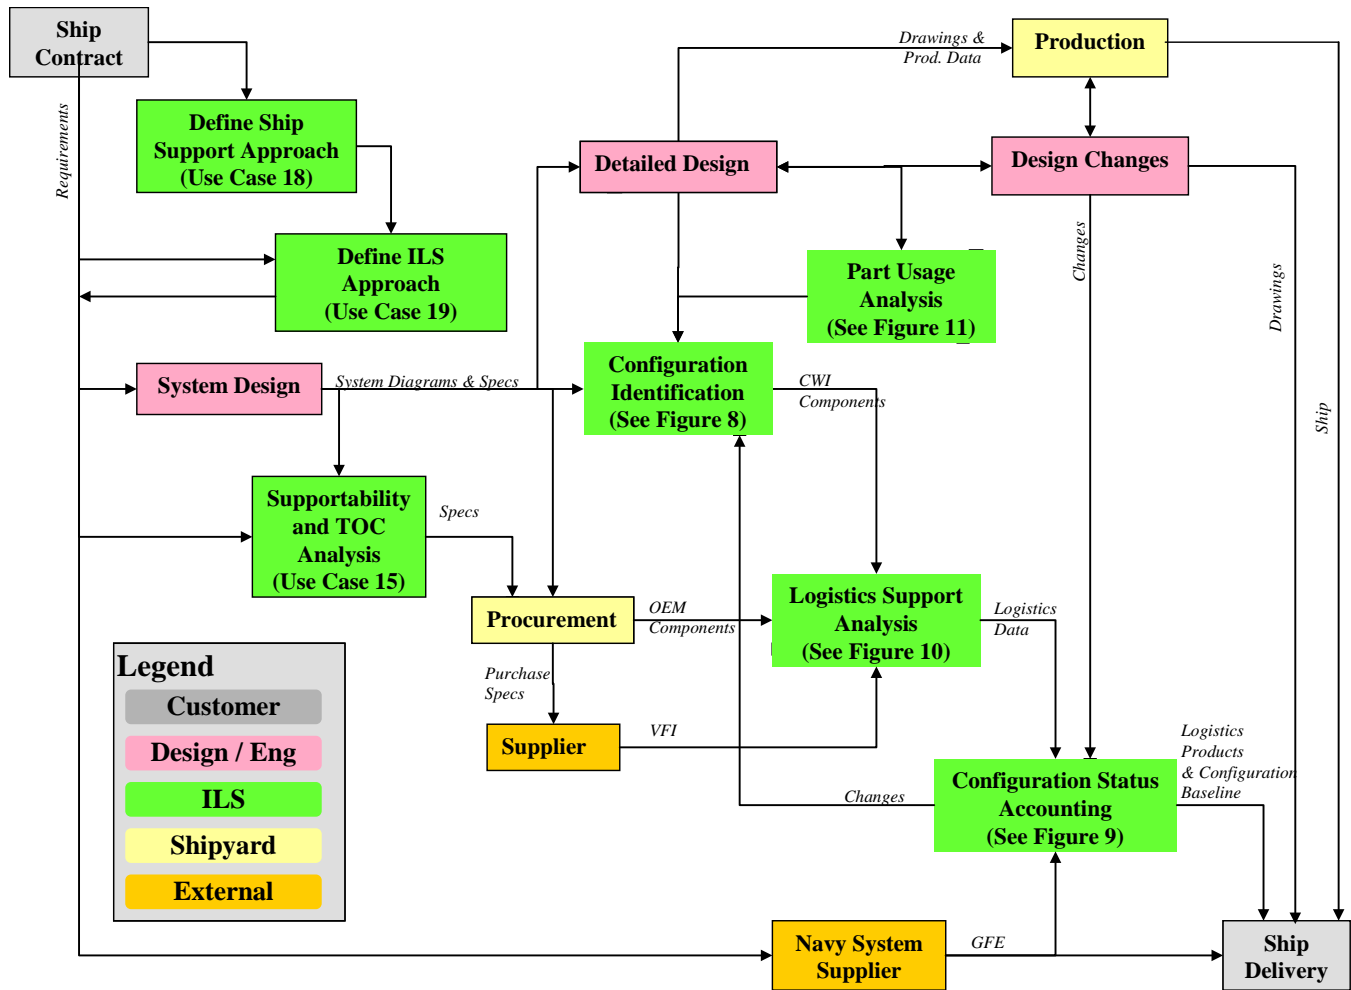 Ship
Contract
Requirements
Define Ship
Support Approach
(Use Case 18)
Define ILS
Approach
(Use Case 19)
Drawings &
Prod. Data
Production
Detailed Design
Design Changes
Part Usage
Analysis
(See Figure 11)
Changes
Drawings
Ship
System Design
System Diagrams & Specs
Configuration
Identification
(See Figure 8)
CWI
Components
Supportability
and TOC
Analysis
(Use Case 15)
Specs
Procurement
OEM
Components
Logistics Support
Analysis
(See Figure 10)
Logistics
Data
Purchase
Specs
Supplier
VFI
Changes
Configuration Status
Accounting
(See Figure 9)
Logistics
Products
& Configuration
Baseline
Legend
Customer
Design / Eng
ILS
Shipyard
External
Navy System
Supplier
GFE
Ship
Delivery